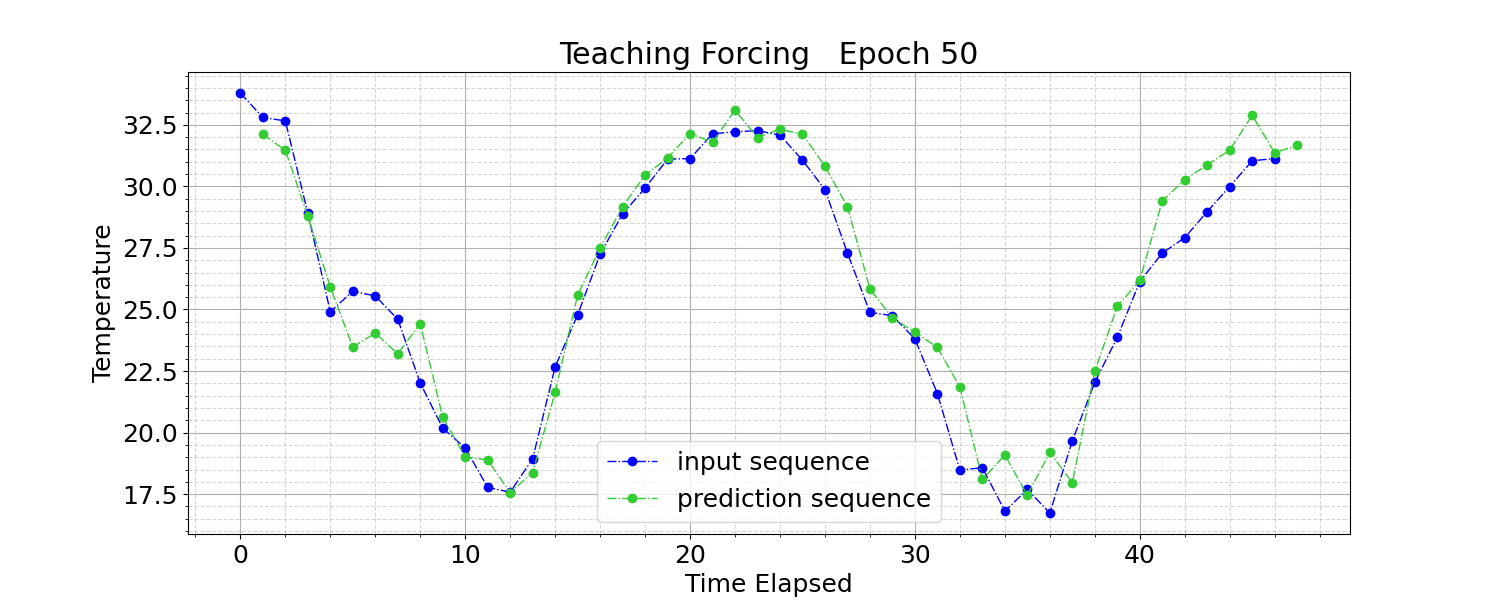 Teaching Forcing   Epoch 50
Temperature
32.5
30.0
27.5
25.0
22.5
20.0
17.5
input sequence
prediction sequence
0 10 20 30 40
Time Elapsed